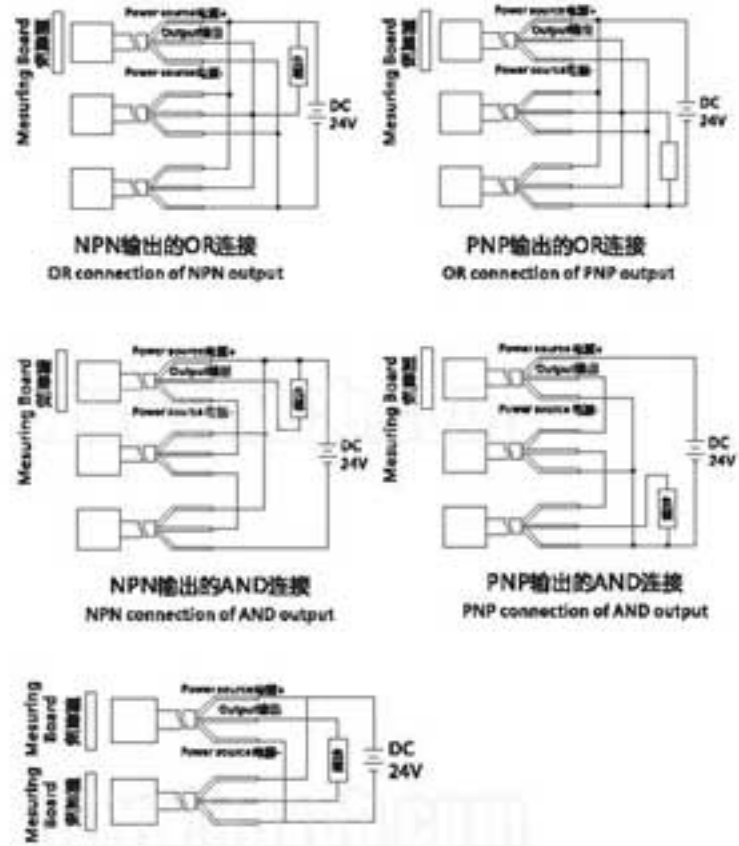 Mesuring Board
Power source电源+
Output输出
Power source电源-
DC
24V
NPN输出的OR连接
OR connection of NPN output
Mesuring Board
Power source电源+
Output输出
Power source电源-
DC
24V
PNP输出的OR连接
OR connection of PNP output
Mesuring Board
Power source电源+
Output输出
Power source电源-
DC
24V
NPN输出的AND连接
NPN connection of AND output
Mesuring Board
Power source电源+
Output输出
Power source电源-
DC
24V
PNP输出的AND连接
PNP connection of AND output
Mesuring
Board
Power source电源+
Output输出
Power source电源-
DC
24V
Mesuring
Board